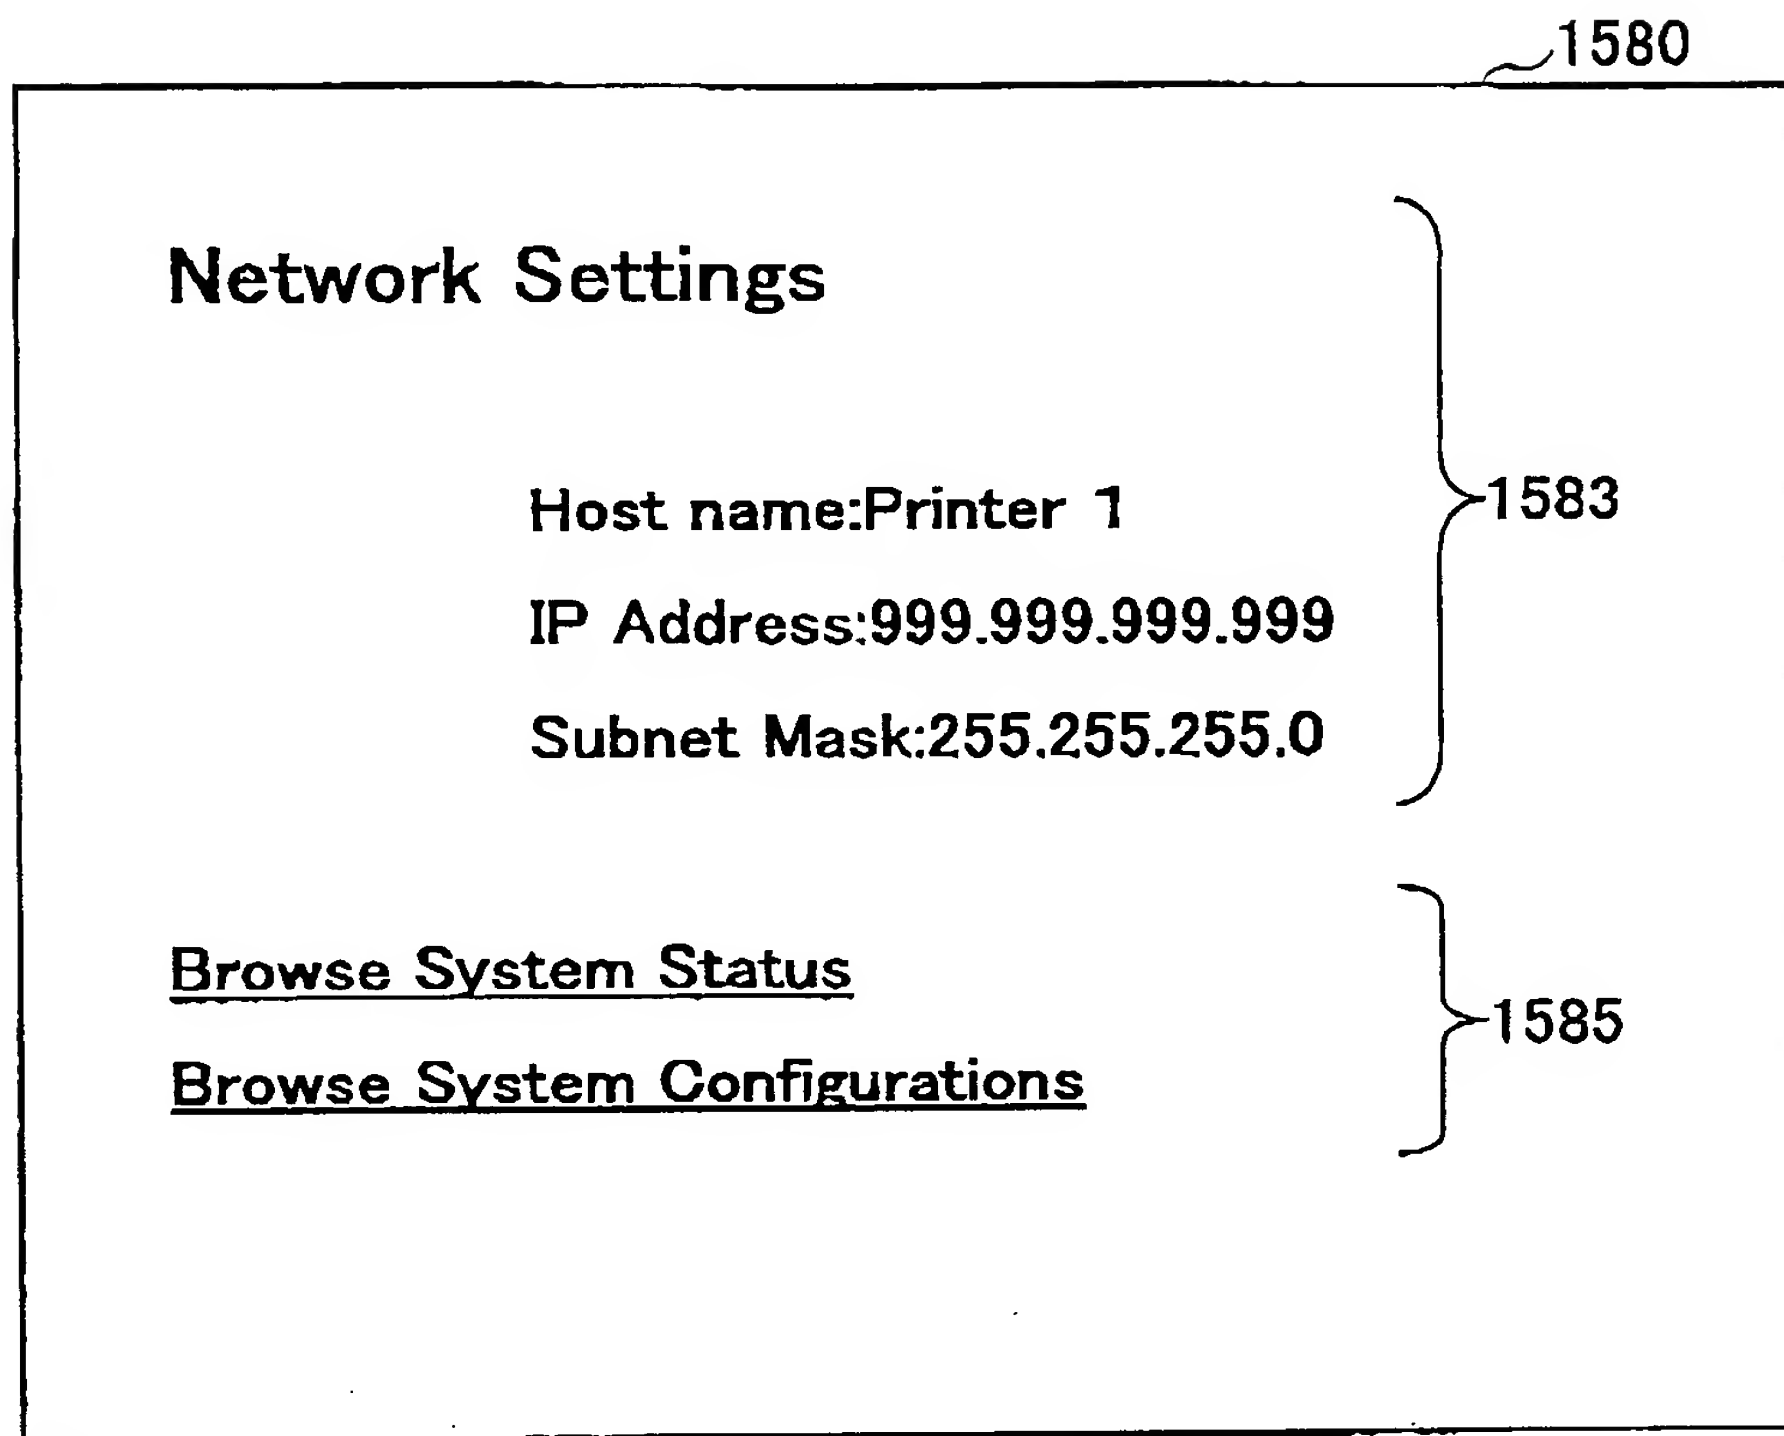 1580
Network Settings
Host name:Printer 1
1583
IP Address:999.999.999.999
Subnet Mask:255.255.255.0
Browse System Status
1585
Browse System Configurations